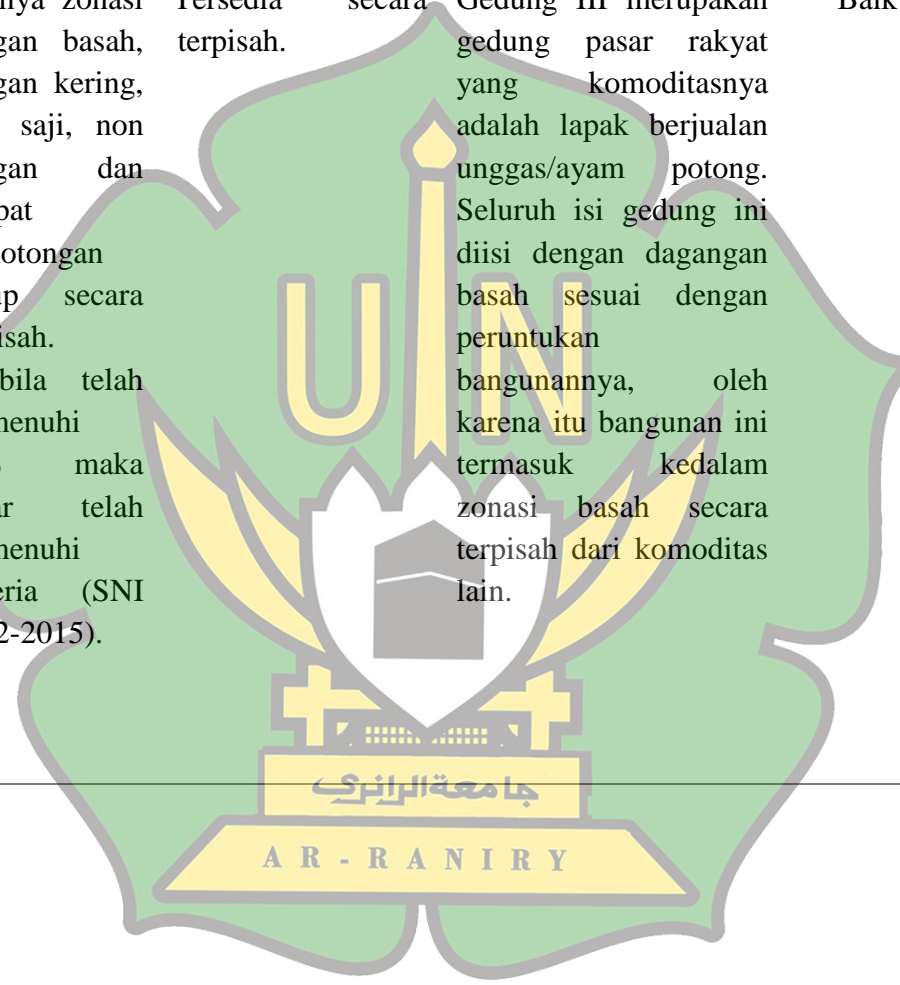 nya zonasi
gan basah,
gan kering,
saji, non
gan dan
pat
otongan
up secara
isah.
bila telah
menuhi
maka
ar telah
menuhi
eria (SNI
2-2015).
Tersedia secara
terpisah.
Gedung III merupakan
gedung pasar rakyat
yang komoditasnya
adalah lapak berjualan
unggas/ayam potong.
Seluruh isi gedung ini
diisi dengan dagangan
basah sesuai dengan
peruntukan
bangunannya, oleh
karena itu bangunan ini
termasuk kedalam
zonasi basah secara
terpisah dari komoditas
lain.
Baik
UIN
جامعة الرانري
AR-RANIRY